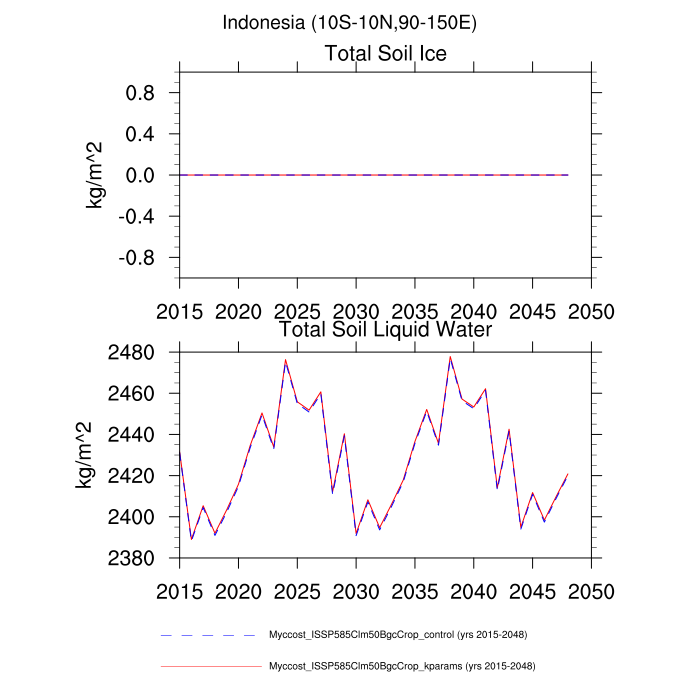 Indonesia (10S-10N,90-150E)
Total Soil Ice
0.8
0.4
0.0
-0.4
-0.8
kg/m^2
2015 2020 2025 2030 2035 2040 2045 2050
Total Soil Liquid Water
2480
2460
2440
2420
2400
2380
kg/m^2
2015 2020 2025 2030 2035 2040 2045 2050
Myccost_ISSP585Clm50BgcCrop_control (yrs 2015-2048)
Myccost_ISSP585Clm50BgcCrop_kparams (yrs 2015-2048)